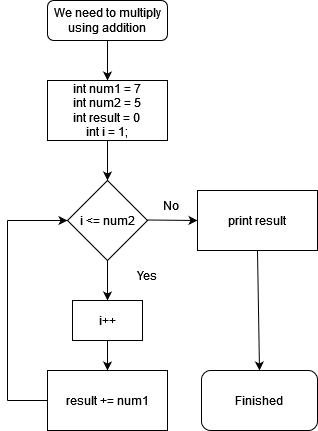 We need to multiply
using addition
int num1 = 7
int num2 = 5
int result = 0
int i = 1;
i <= num2
No
print result
Yes
i++
result += num1
Finished